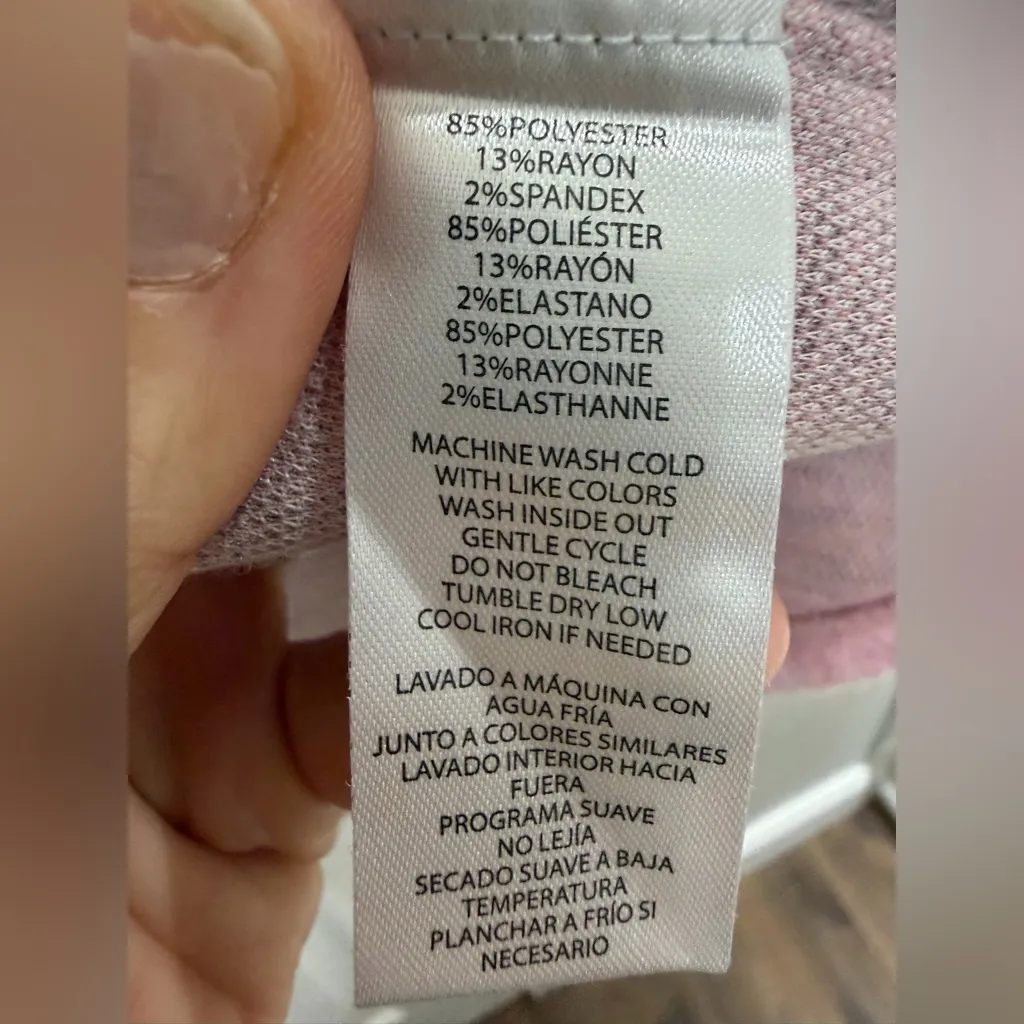 85%POLYESTER
13%RAYON
2%SPANDEX
85%POLIÉSTER
13%RAYÓN
2%ELASTANO
85%POLYESTER
13%RAYONNE
2%ELASTHANNE
MACHINE WASH COLD
WITH LIKE COLORS
WASH INSIDE OUT
GENTLE CYCLE
DO NOT BLEACH
TUMBLE DRY LOW
COOL IRON IF NEEDED
LAVADO A MÁQUINA CON
AGUA FRÍA
JUNTO A COLORES SIMILARES
LAVADO INTERIOR HACIA
FUERA
PROGRAMA SUAVE
NO LEJÍA
SECADO SUAVE A BAJA
TEMPERATURA
PLANCHAR A FRÍO SI
NECESARIO